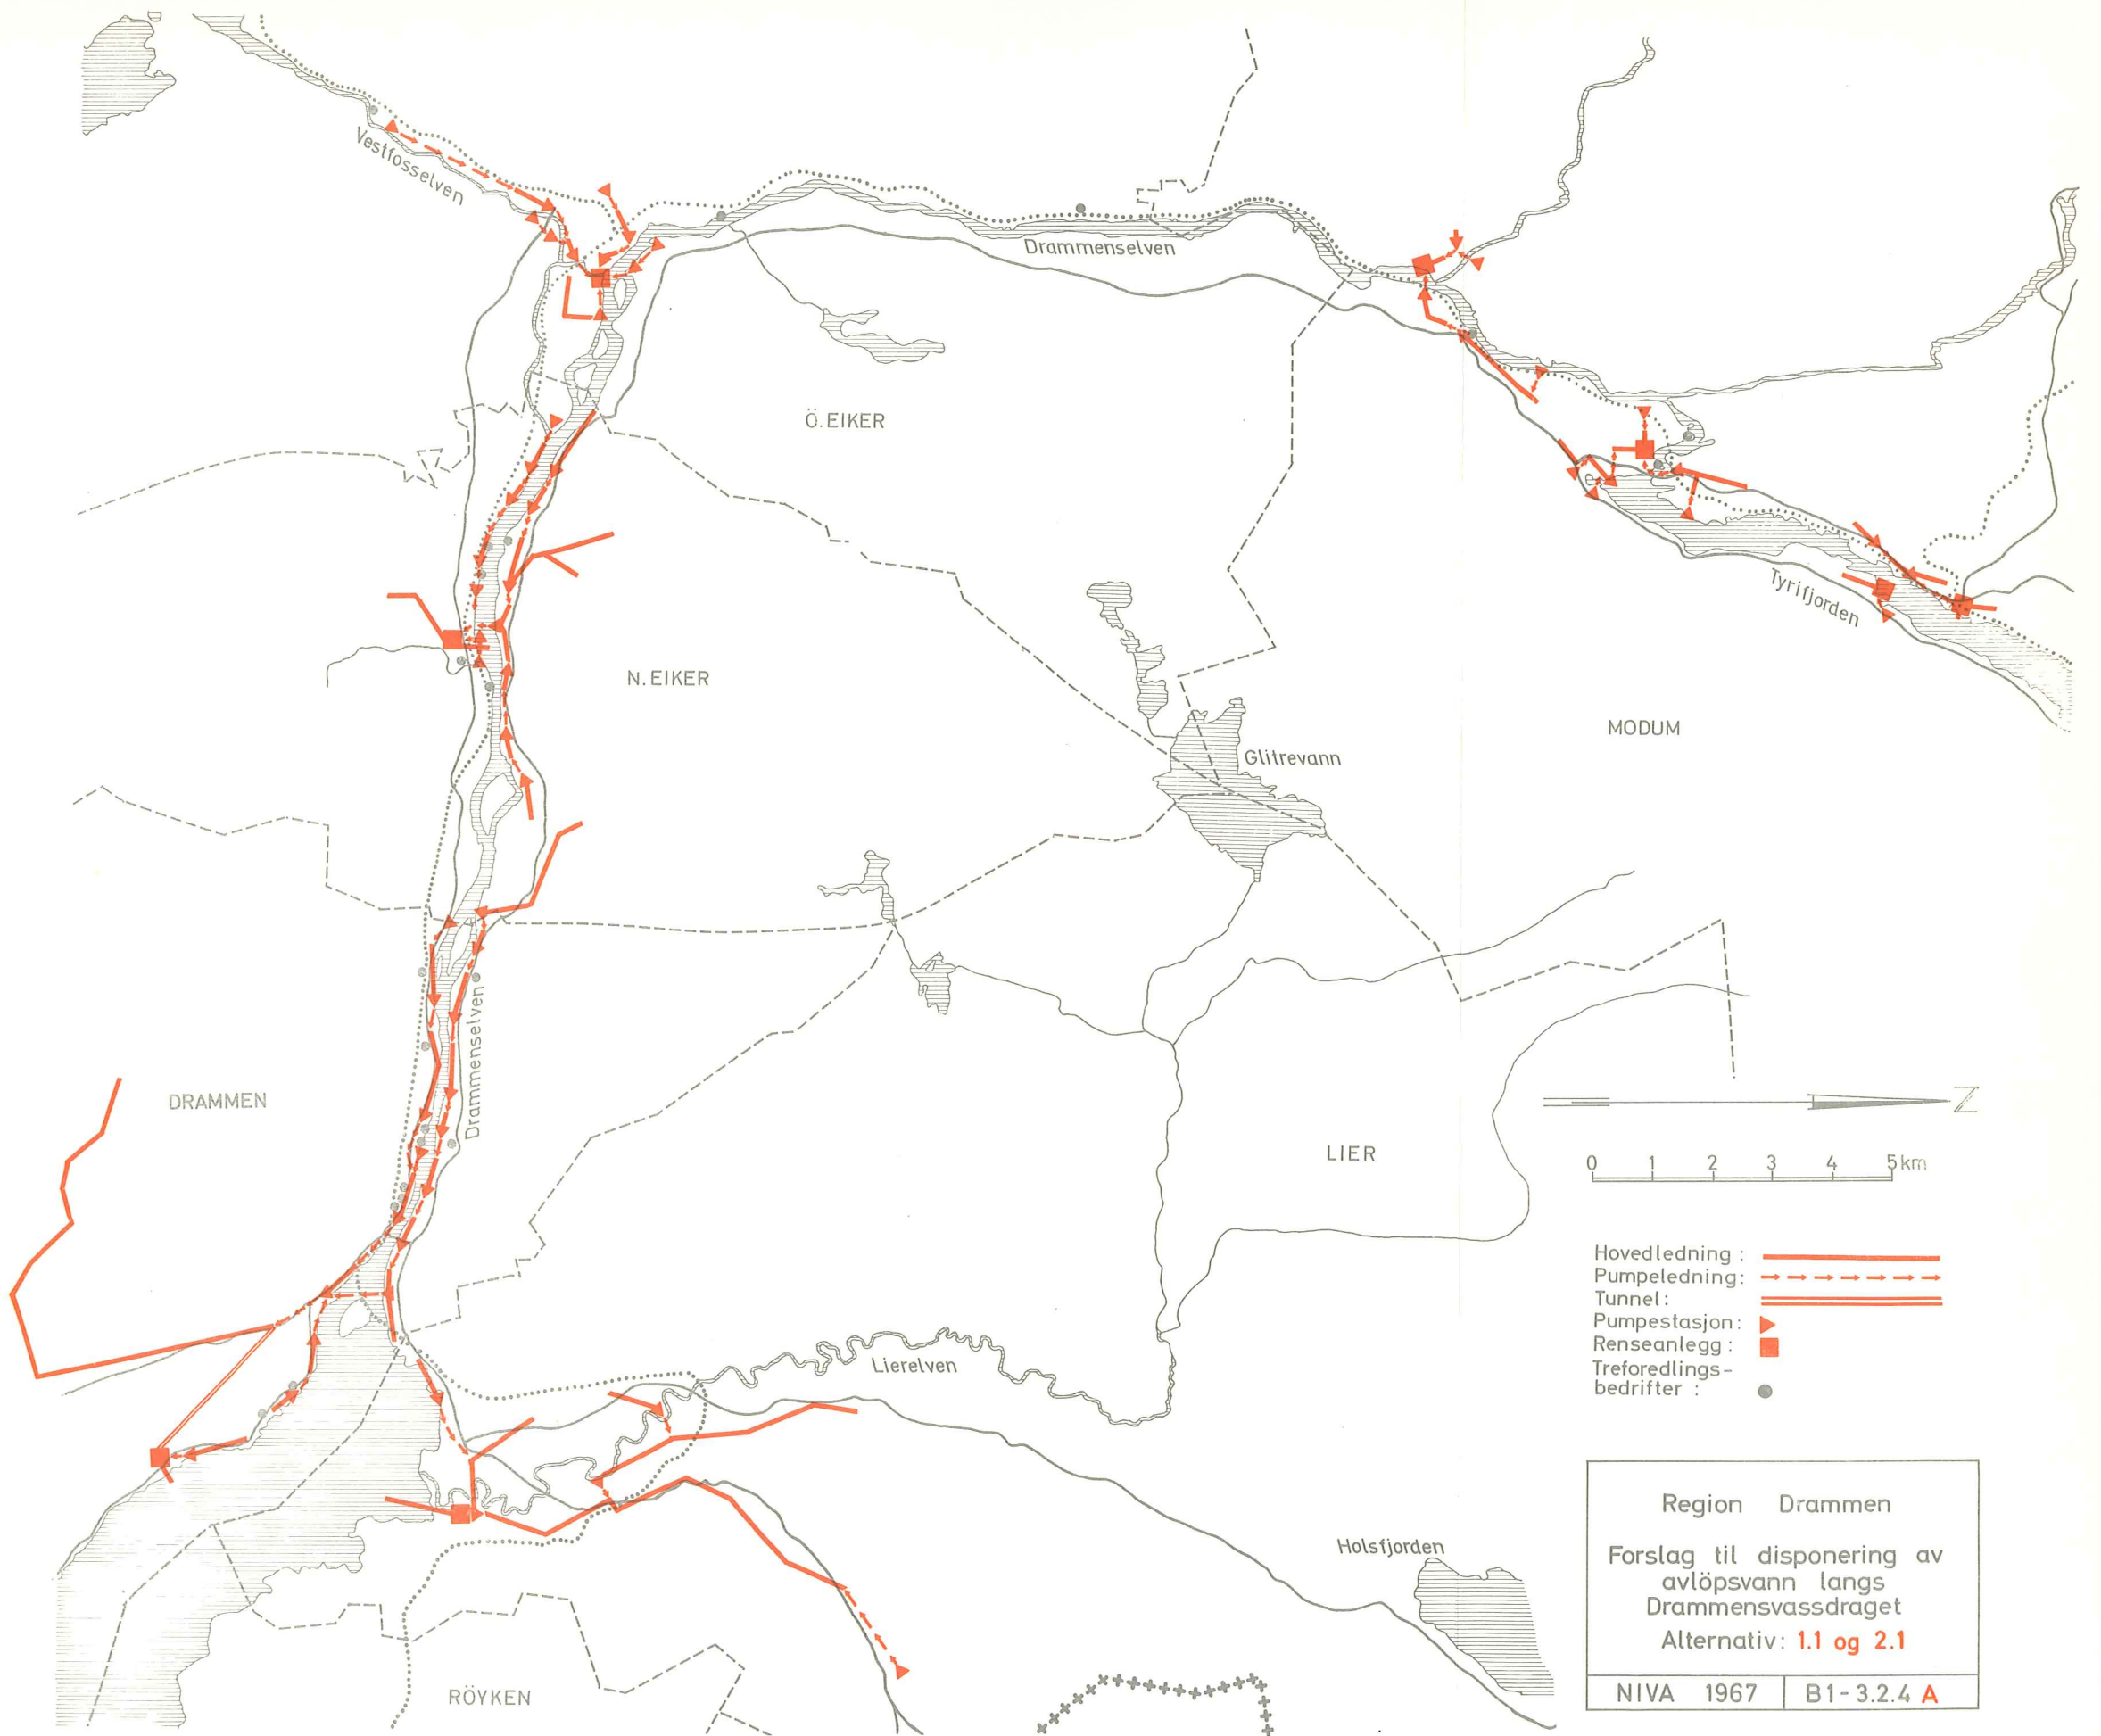 Vestfosselven
Drammenselven
Ö. EIKER
Tyrifjorden
N. EIKER
MODUM
Glitrevann
Drammenselven
DRAMMEN
N
LIER
0 1 2 3 4 5 km
Hovedledning :
Pumpeledning :
Tunnel :
Pumpestasjon :
Renseanlegg :
Treforedlings-
bedrifter :
Lierelven
Holsfjorden
RÖYKEN
Region Drammen
Forslag til disponering av
avlöpsvann langs
Drammensvassdraget
Alternativ: 1.1 og 2.1
NIVA 1967 B1-3.2.4 A